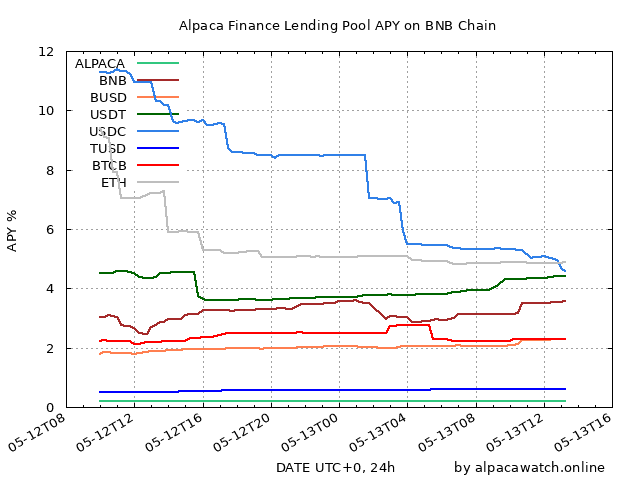 Alpaca Finance Lending Pool APY on BNB Chain
APY %
12
10
8
6
4
2
0
ALPACA
BNB
BUSD
USDT
USDC
TUSD
BTCB
ETH
05-12T08
05-12T12
05-12T16
05-12T20
05-13T00
05-13T04
05-13T08
05-13T12
05-13T16
DATE UTC+0, 24h
by alpacawatch.online